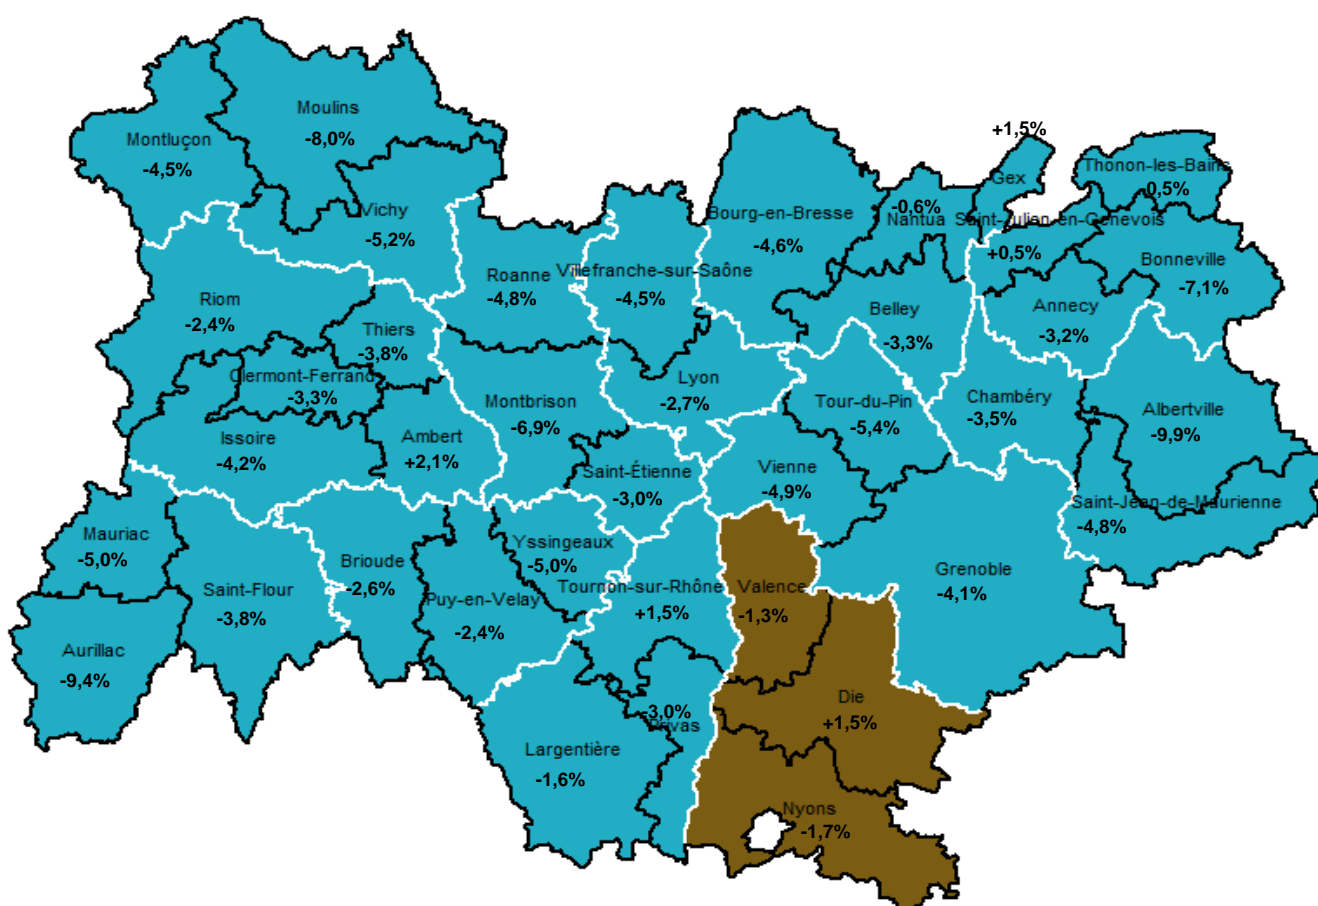 Moulins
-8,0%
Montluçon
-4,5%
+1,5%
Thonon-les-Bains
-0,5%
Gex
Vichy
-5,2%
Bourg-en-Bresse
-4,6%
-0,6%
Nantua
Saint-Julien-en-Genevois
+0,5%
Bonneville
-7,1%
Roanne
-4,8%
Villefranche-sur-Saône
-4,5%
Riom
-2,4%
Thiers
-3,8%
Belley
-3,3%
Annecy
-3,2%
Clermont-Ferrand
-3,3%
Lyon
-2,7%
Montbrison
-6,9%
Tour-du-Pin
-5,4%
Chambéry
-3,5%
Albertville
-9,9%
Issoire
-4,2%
Ambert
+2,1%
Saint-Étienne
-3,0%
Vienne
-4,9%
Saint-Jean-de-Maurienne
-4,8%
Mauriac
-5,0%
Brioude
-2,6%
Yssingeaux
-5,0%
Grenoble
-4,1%
Saint-Flour
-3,8%
Puy-en-Velay
-2,4%
Tournon-sur-Rhône
+1,5%
Valence
-1,3%
Aurillac
-9,4%
Die
+1,5%
-3,0%
Privas
Largentière
-1,6%
Nyons
-1,7%